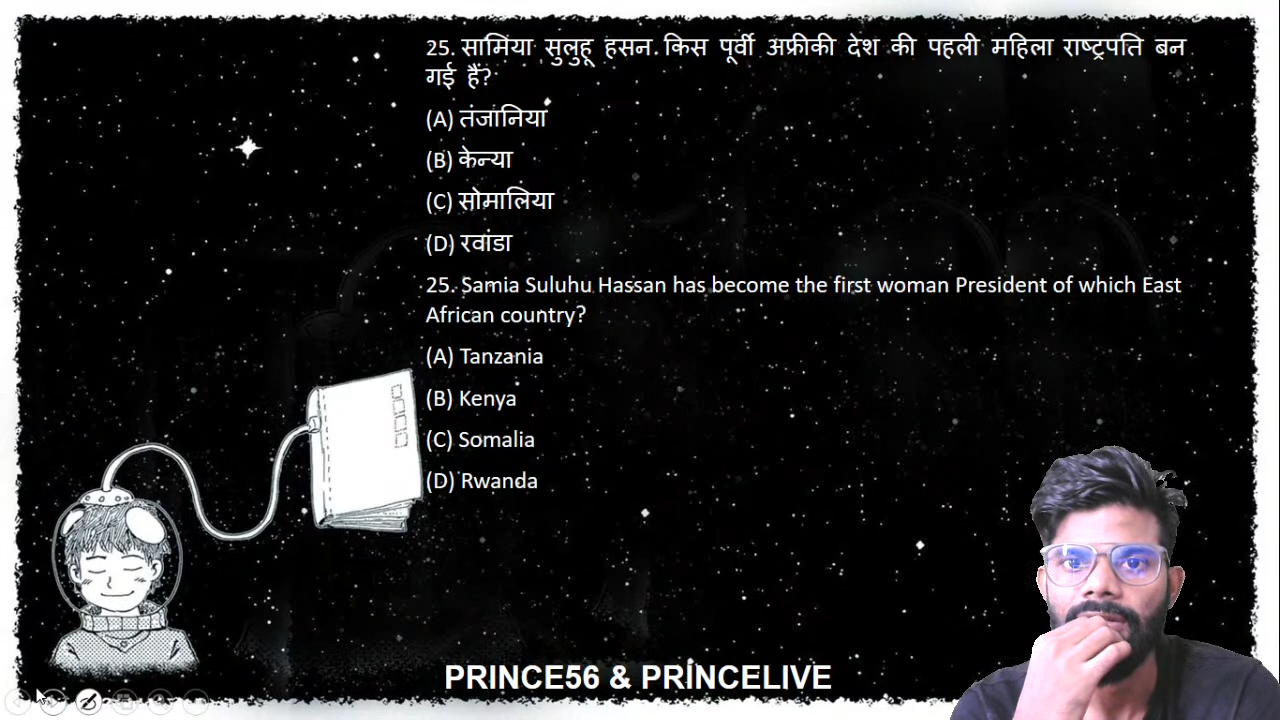 25. सामिया सुलुहू हसन. किस पूर्वी अफ्रीकी देश की पहली महिला राष्ट्रपति बन
गई हैं?
(A) तंजानिया
(B) केन्या
(C) सोमालिया
(D) रवांडा
25. Samia Suluhu Hassan has become the first woman President of which East
African country?
(A) Tanzania
(B) Kenya
(C) Somalia
(D) Rwanda
PRINCE56 & PRINCELIVE